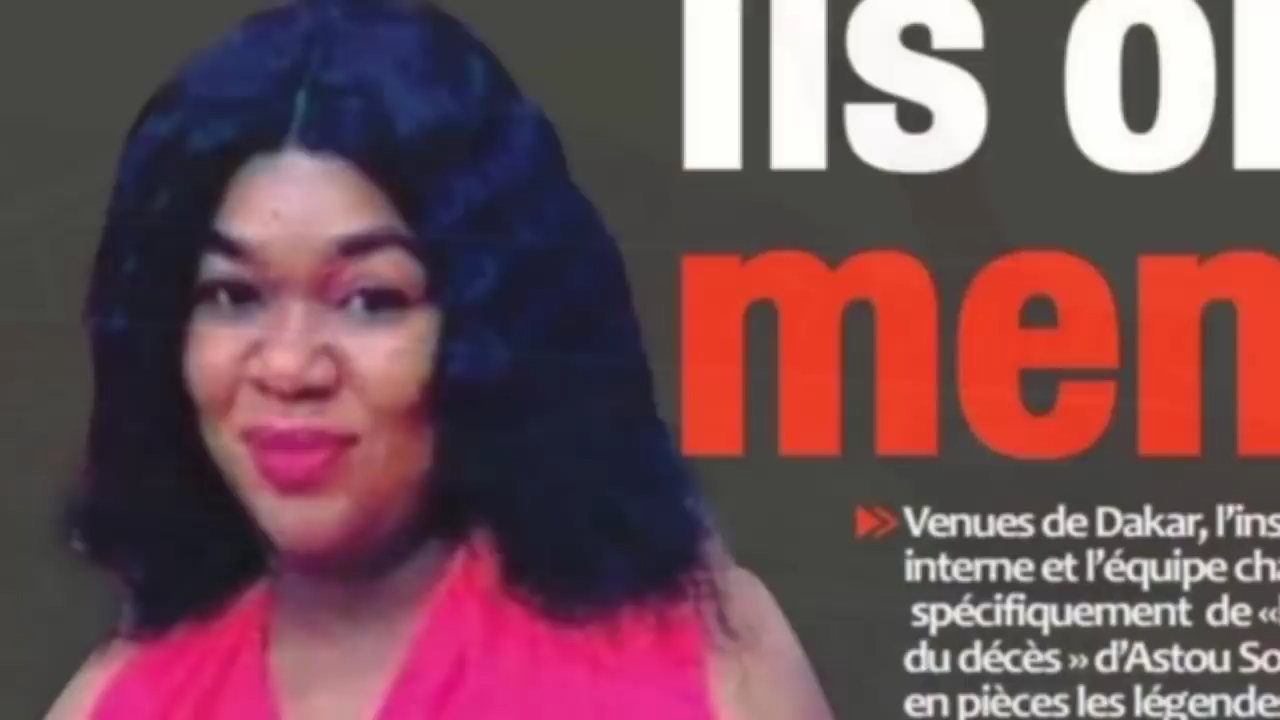 Ils
men
Venues de Dakar, l'ins
interne et l'équipe cha
spécifiquement de «
du décès » d'Astou So
en pièces les légende